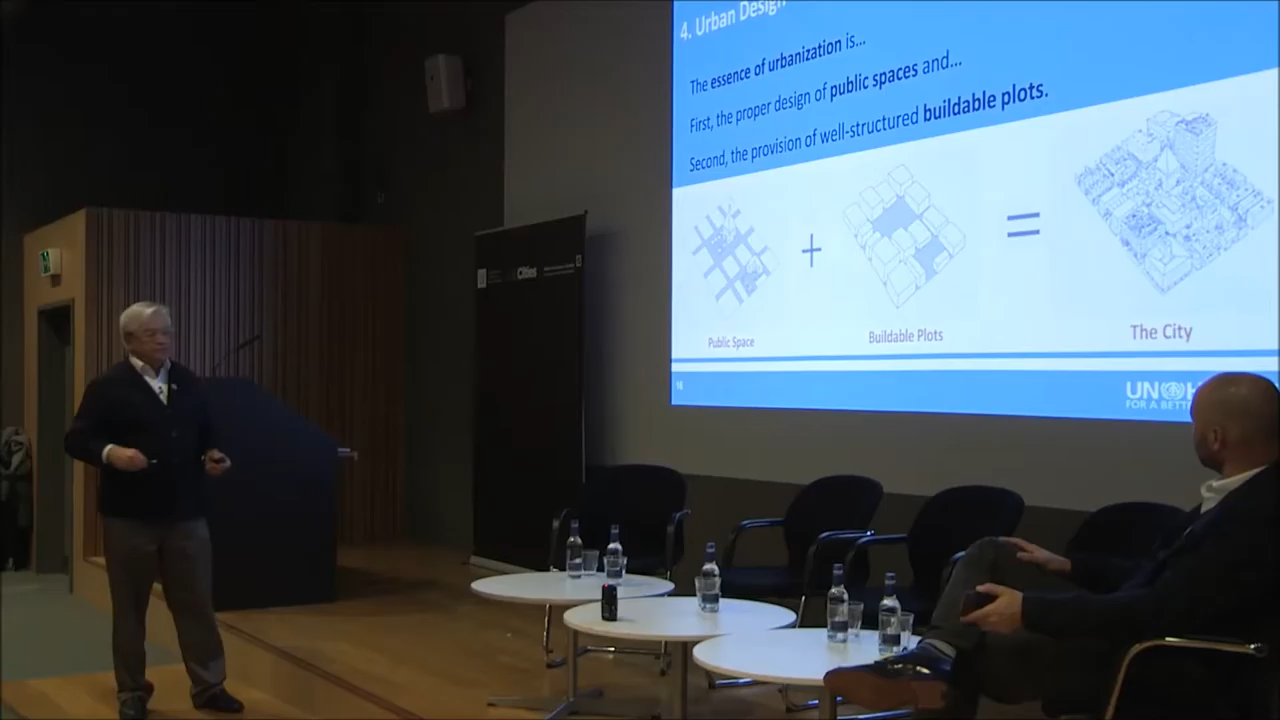 4. Urban Design
The essence of urbanization is...
First, the proper design of public spaces and...
Second, the provision of well-structured buildable plots.
+
=
Public Space
Buildable Plots
The City
18
UN H
FOR A BETTE
Cities